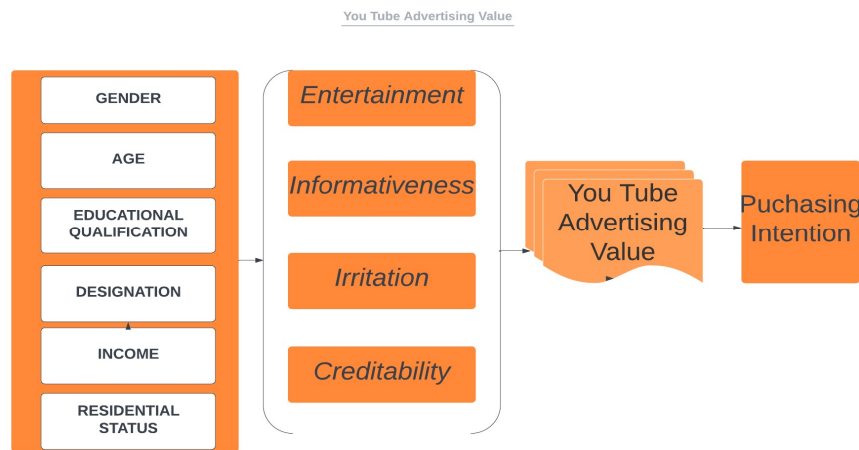 You Tube Advertising Value
GENDER
AGE
EDUCATIONAL
QUALIFICATION
DESIGNATION
INCOME
RESIDENTIAL
STATUS
Entertainment
Informativeness
Irritation
Creditability
You Tube
Advertising
Value
Puchasing
Intention